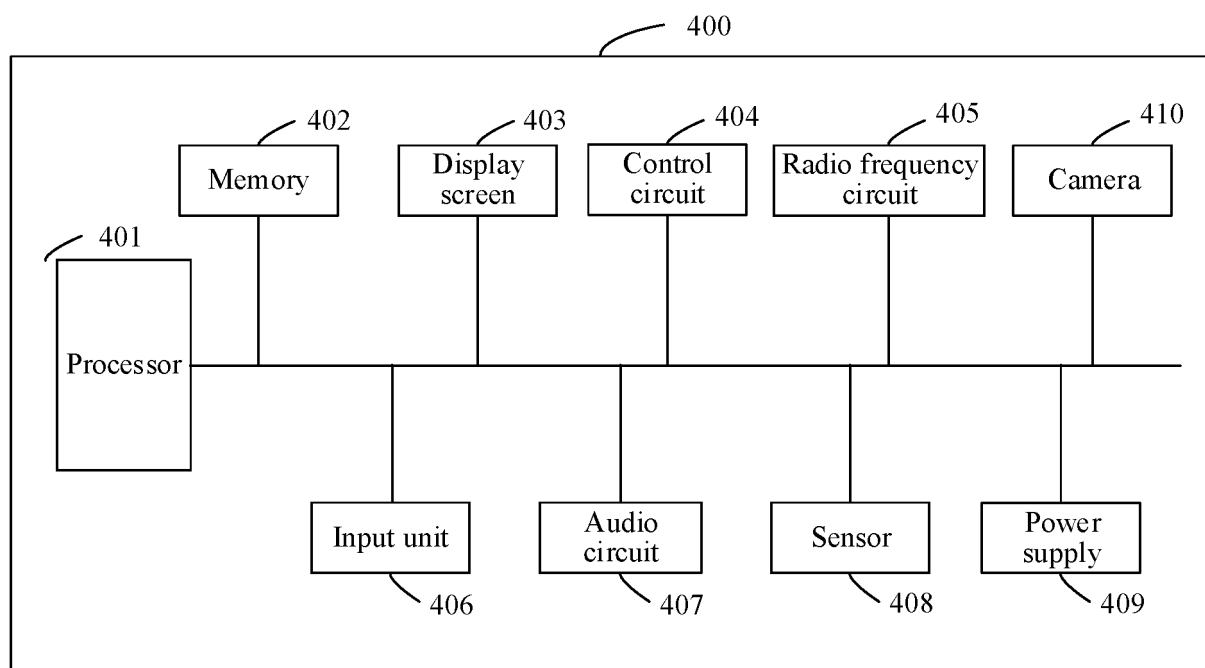 400
402
403
404
405
410
Memory
Display
screen
Control
circuit
Radio frequency
circuit
Camera
401
Processor
Input unit
Audio
circuit
Sensor
Power
supply
406
407
408
409